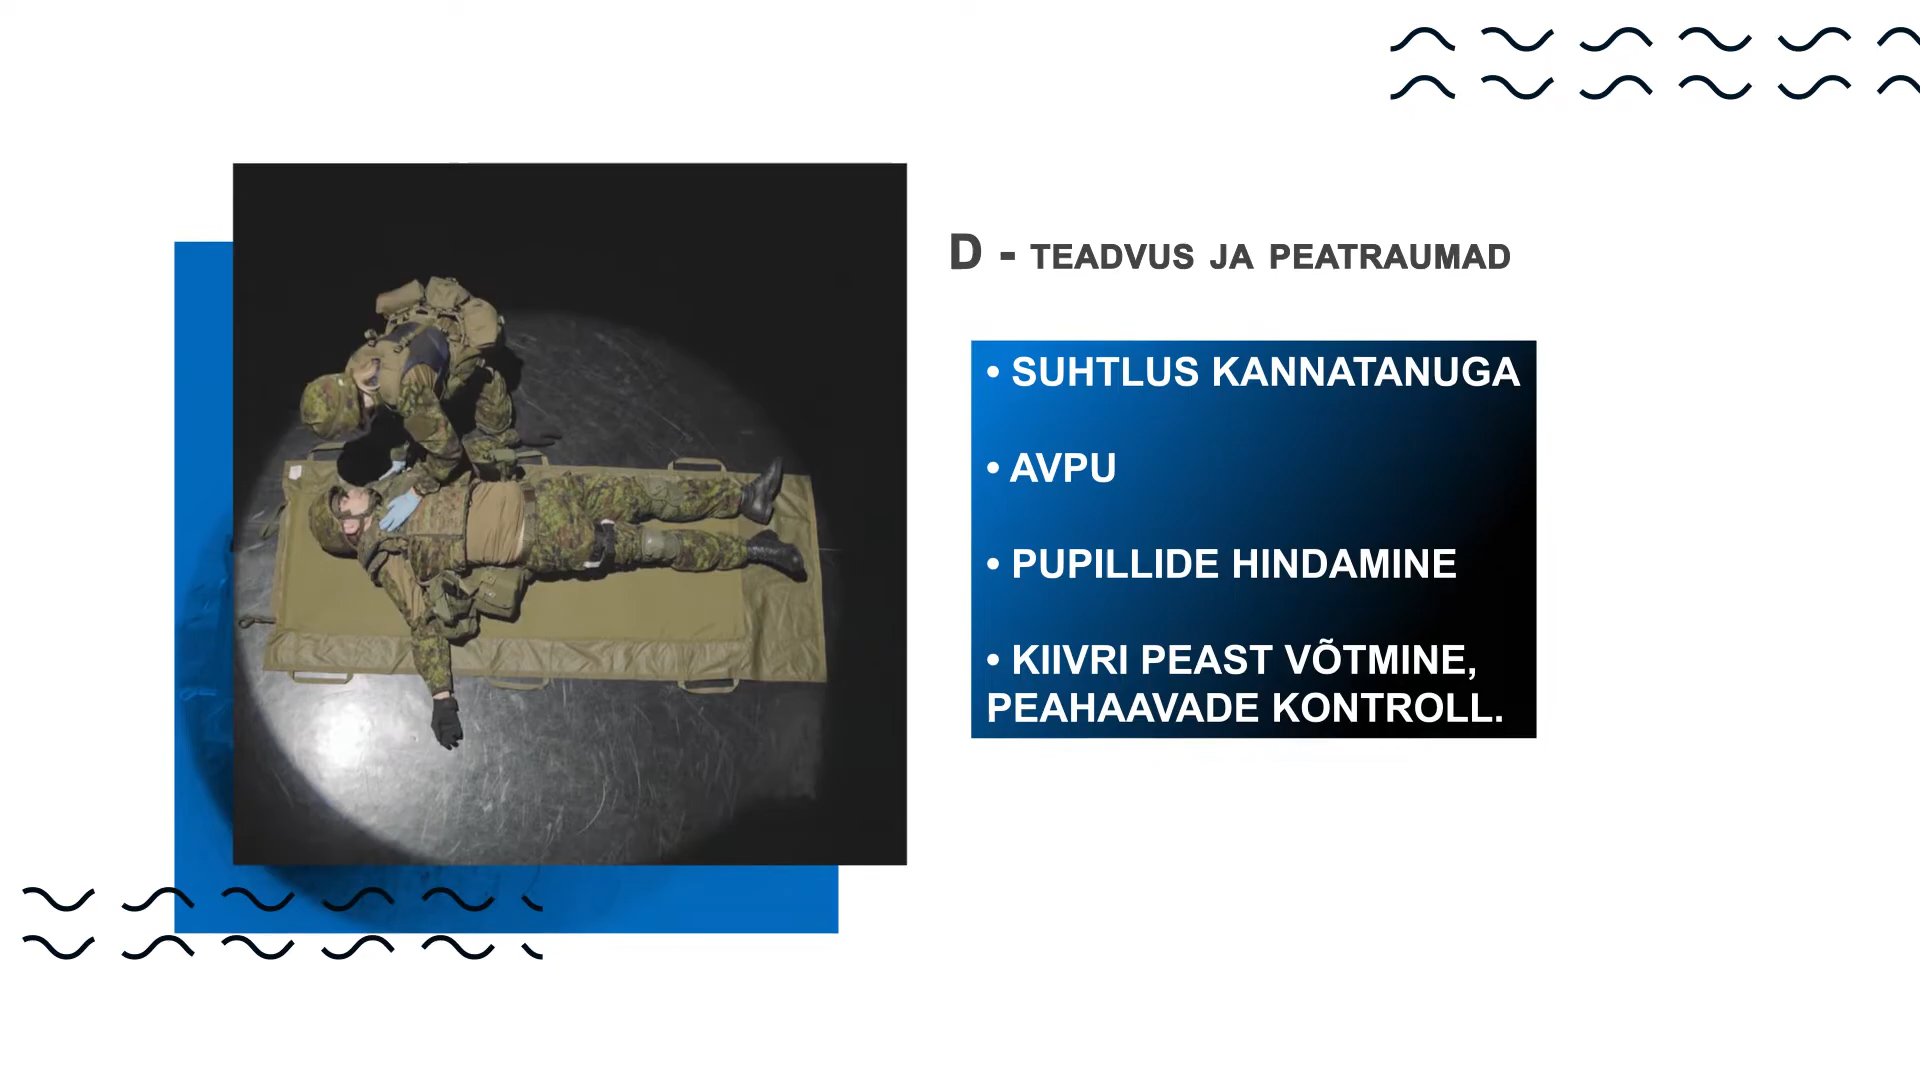 D - TEADVUS JA PEATRAUMAD
• SUHTLUS KANNATANUGA
• AVPU
• PUPILLIDE HINDAMINE
• KIIVRI PEAST VÕTMINE,
PEAHAAVADE KONTROLL.